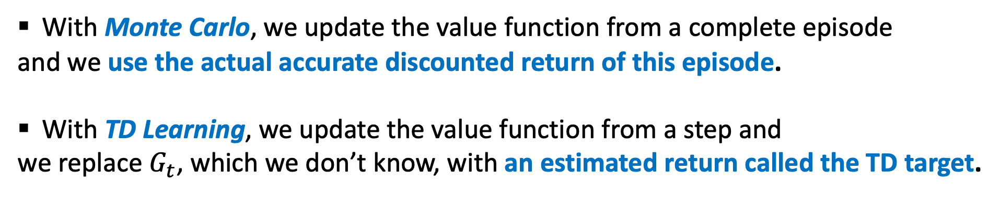 ▪ With Monte Carlo, we update the value function from a complete episode
and we use the actual accurate discounted return of this episode.
▪ With TD Learning, we update the value function from a step and
we replace Gₜ, which we don’t know, with an estimated return called the TD target.